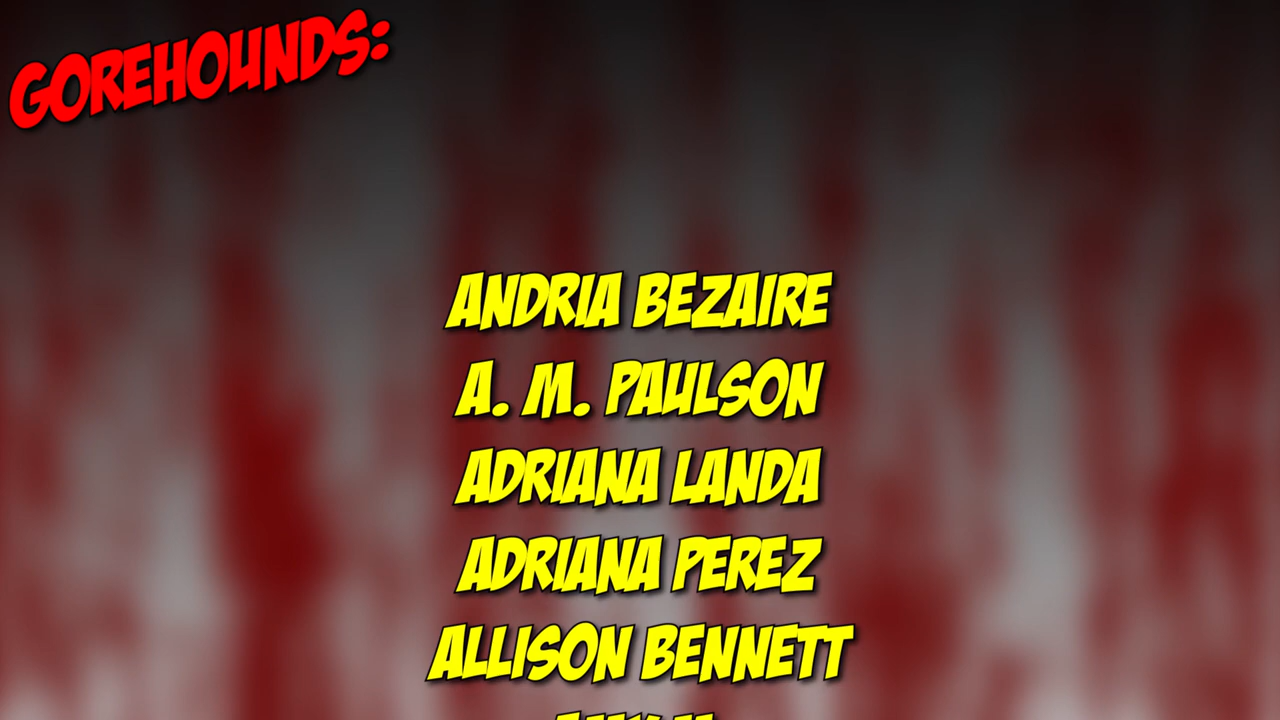 GOREHOUNDS:
ANDRIA BEZAIRE
A. M. PAULSON
ADRIANA LANDA
ADRIANA PEREZ
ALLISON BENNETT